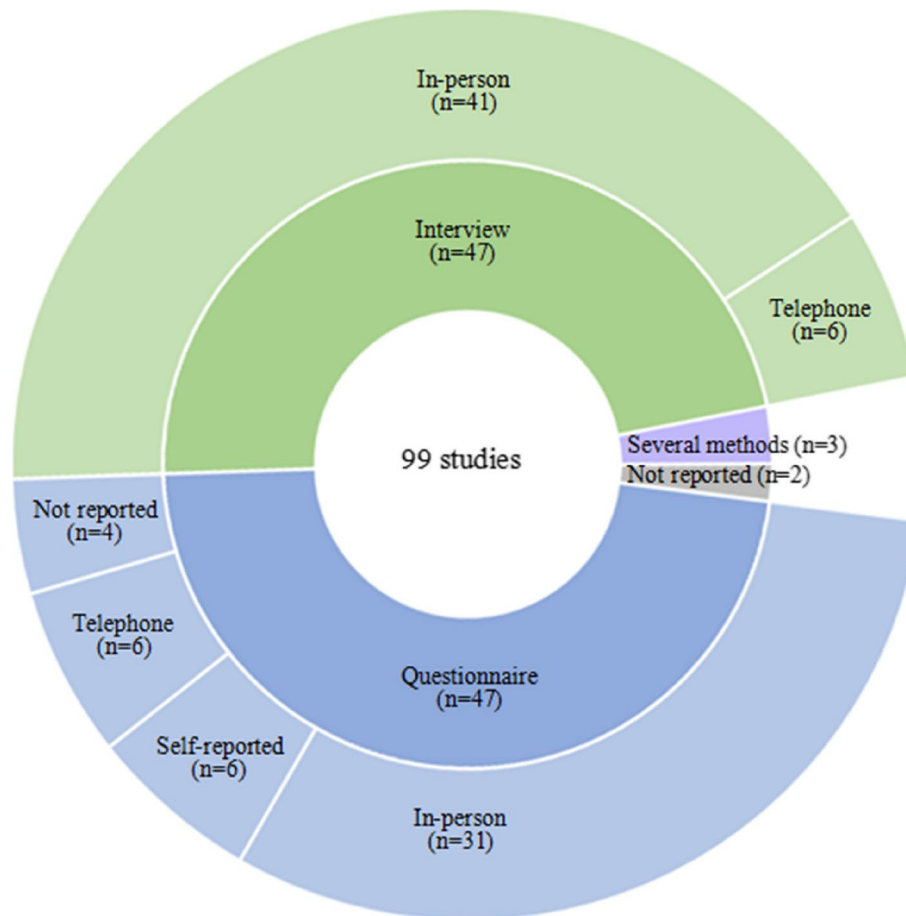 In-person
(n=41)
Interview
(n=47)
Telephone
(n=6)
99 studies
Several methods (n=3)
Not reported (n=2)
Not reported
(n=4)
Telephone
(n=6)
Self-reported
(n=6)
Questionnaire
(n=47)
In-person
(n=31)